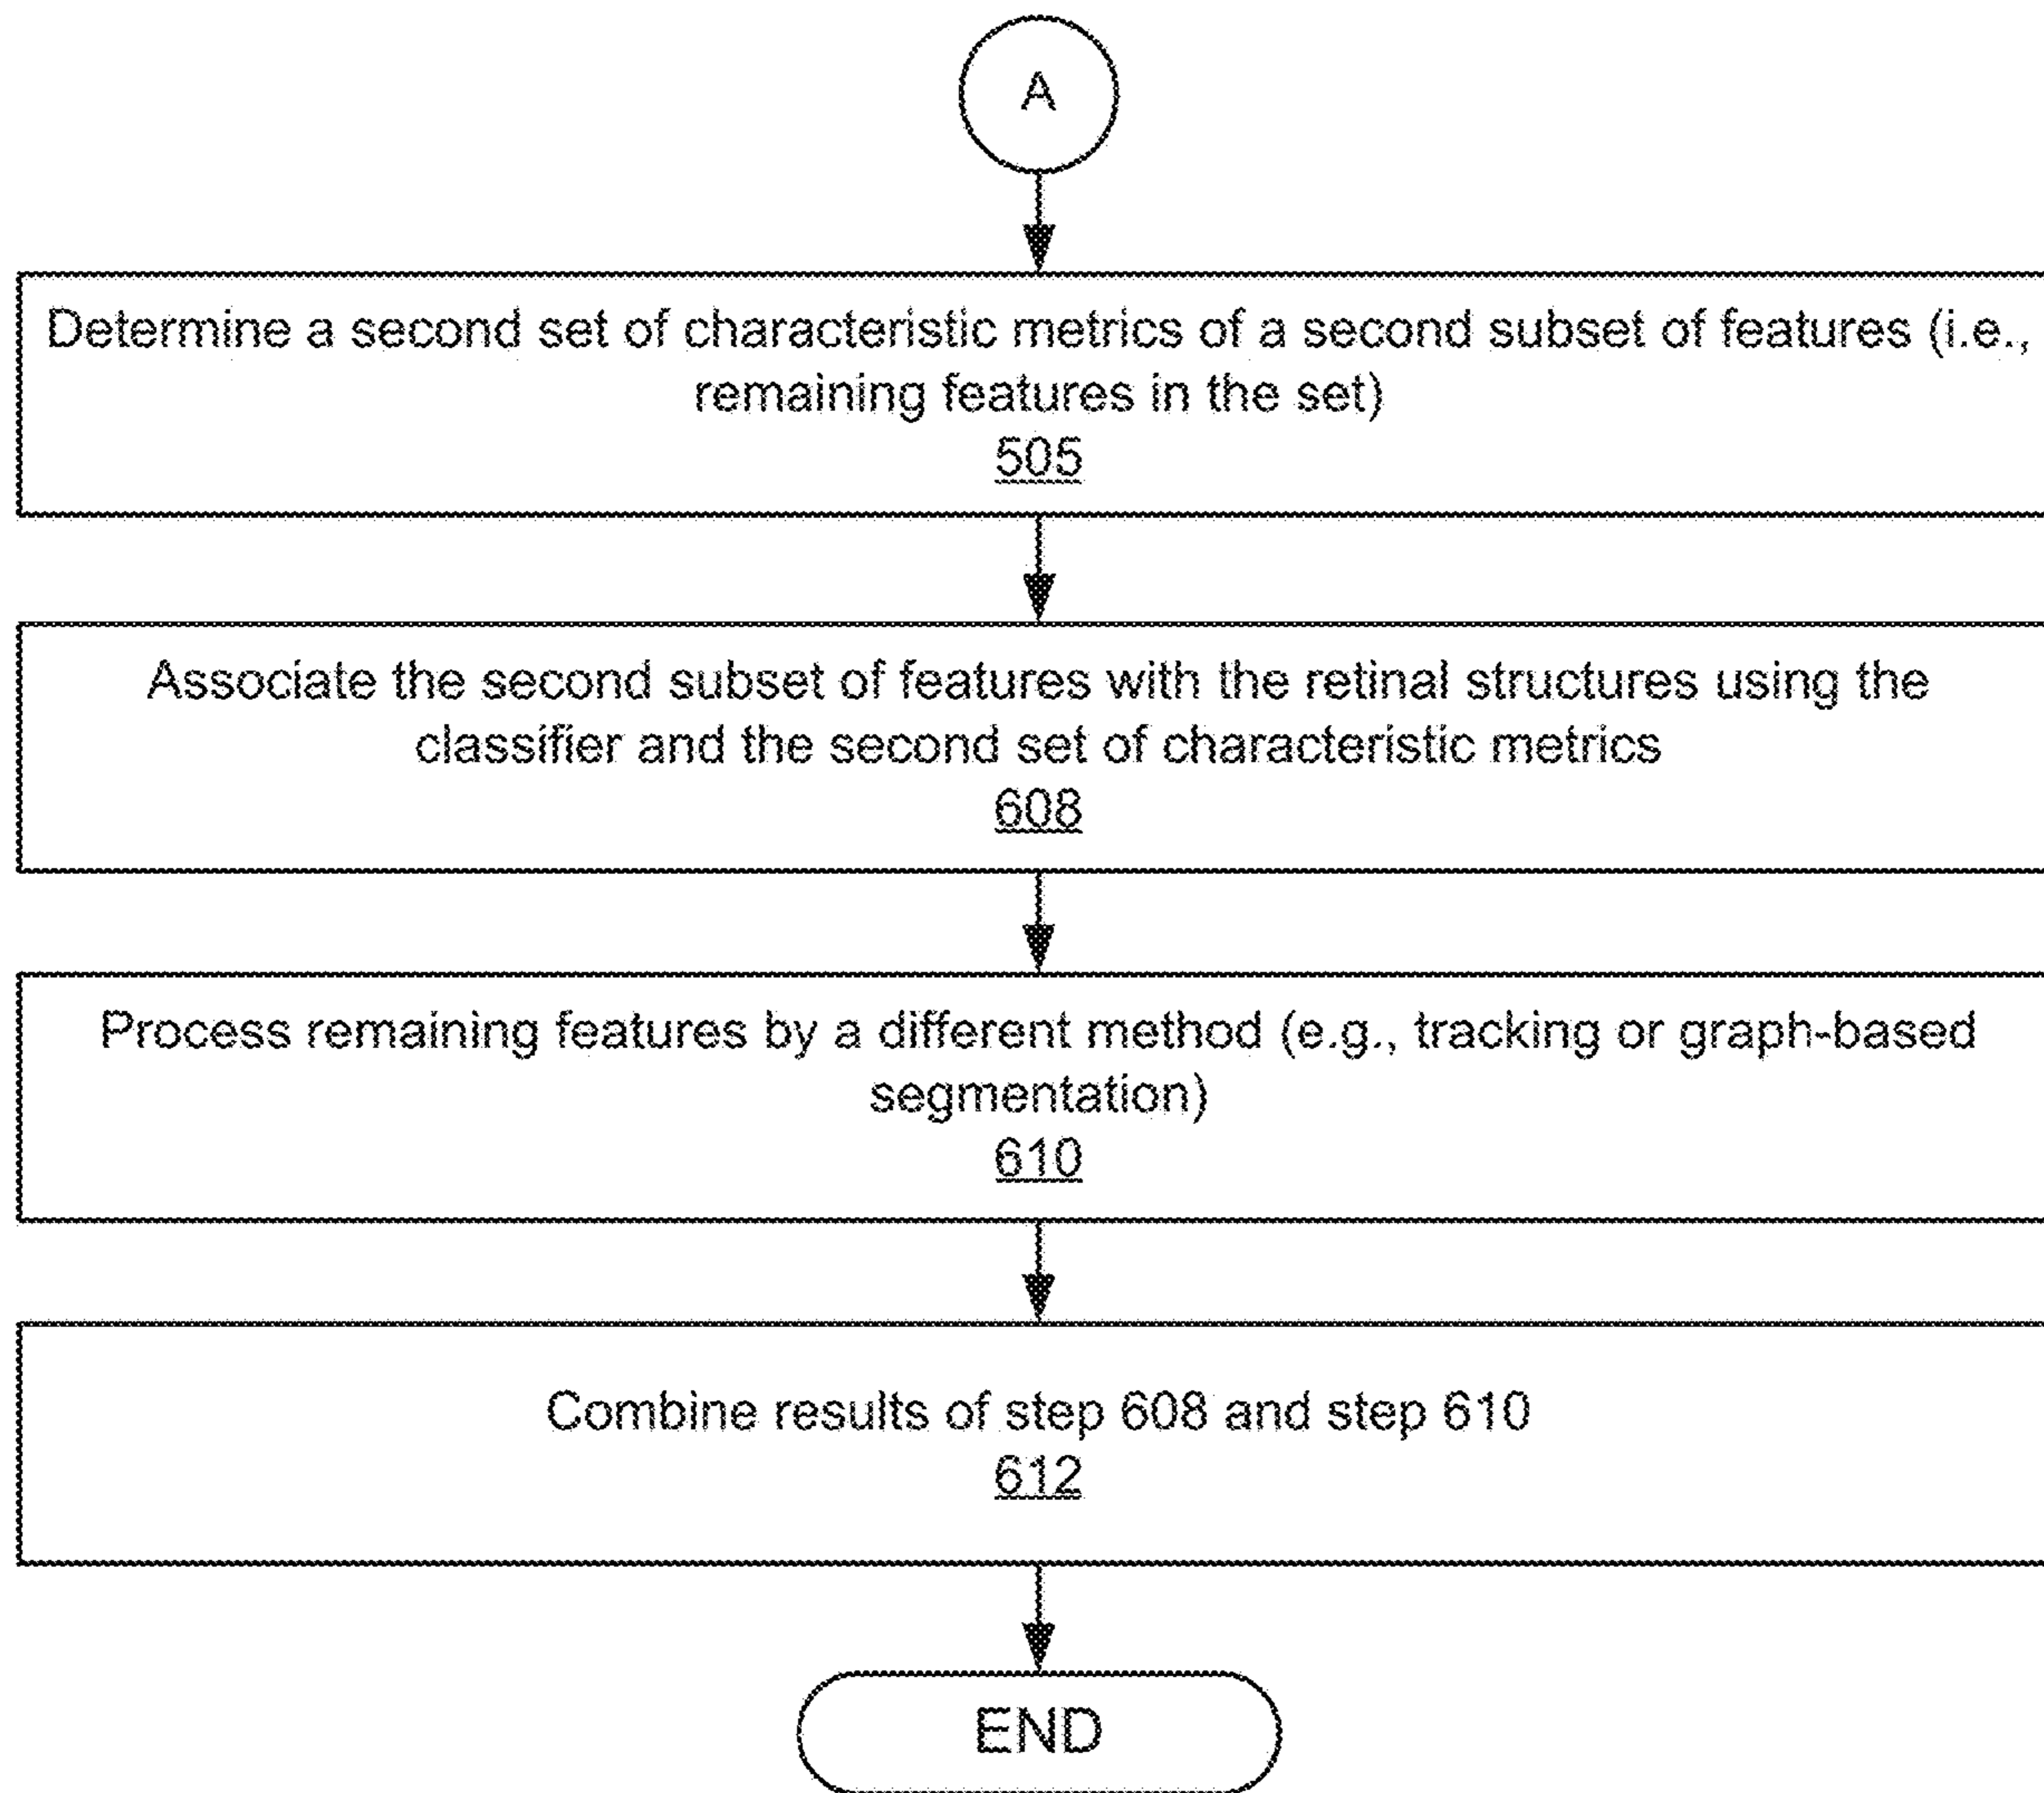 A
Determine a second set of characteristic metrics of a second subset of features (i.e.,
remaining features in the set)
505
Associate the second subset of features with the retinal structures using the
classifier and the second set of characteristic metrics
608
Process remaining features by a different method (e.g., tracking or graph-based
segmentation)
610
Combine results of step 608 and step 610
612
END